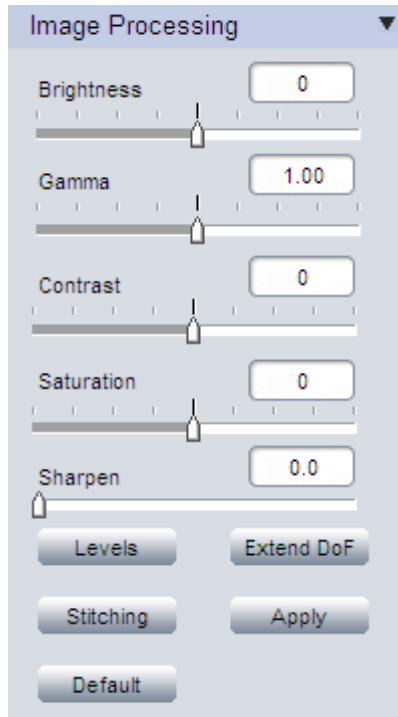 Image Processing
Brightness 0
Gamma 1.00
Contrast 0
Saturation 0
Sharpen 0.0
Levels Extend DoF
Stitching Apply
Default